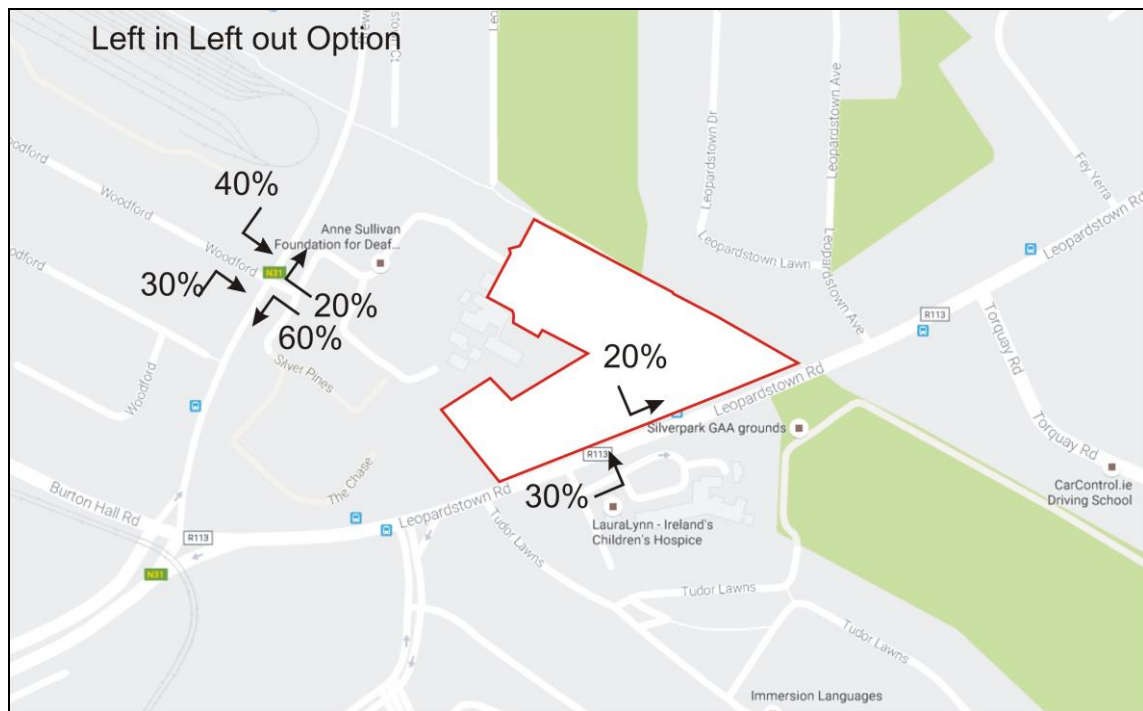 Left in Left out Option
Leopardstown Dr
Leopardstown Ave
Fey Yerra
Leopardstown Rd
Woodford
Woodford
Woodford
40%
Anne Sullivan
Foundation for Deaf...
N31
30%
20%
60%
Leopardstown Lawn
Leopardstown Ave
R113
Torquay Rd
Silver Pines
Woodford
20%
Leopardstown Rd
Silverpark GAA grounds
R113
30%
Torquay Rd
CarControl.ie
Driving School
The Chase
Burton Hall Rd
R113
Leopardstown Rd
LauraLynn - Ireland's
Children's Hospice
Tudor Lawns
N31
Tudor Lawns
Tudor Lawns
Immersion Languages